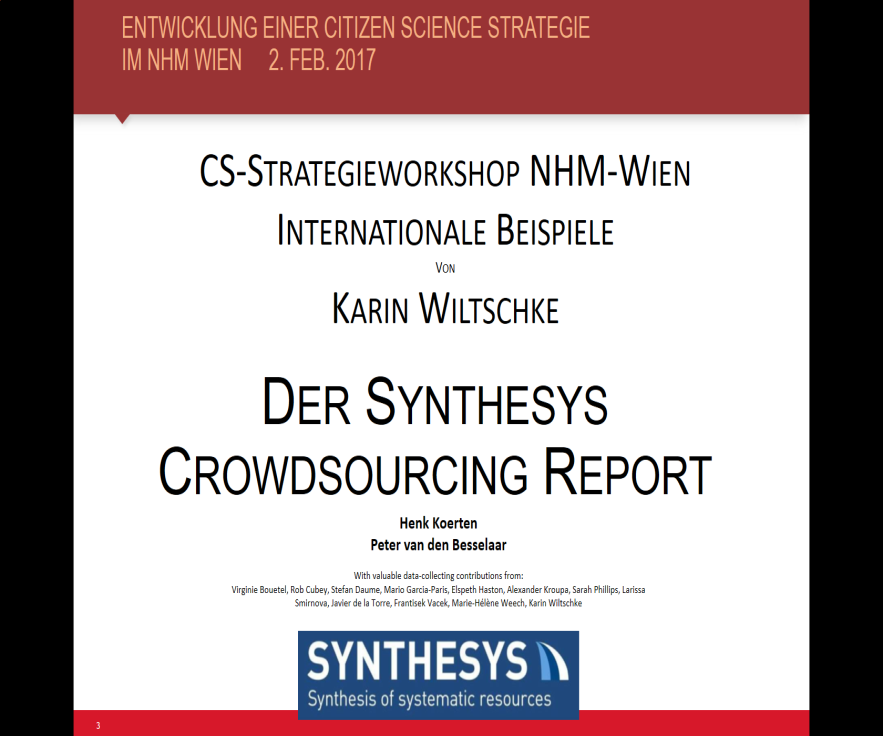 ENTWICKLUNG EINER CITIZEN SCIENCE STRATEGIE
IM NHM WIEN 2. FEB. 2017
CS-STRATEGIEWORKSHOP NHM-WIEN
INTERNATIONALE BEISPIELE
VON
KARIN WILTSCHKE
DER SYNTHESYS
CROWDSOURCING REPORT
Henk Koerten
Peter van den Besselaar
With valuable data-collecting contributions from:
Virginie Bouetel, Rob Cubey, Stefan Daume, Mario Garcia-Paris, Elspeth Haston, Alexander Kroupa, Sarah Phillips, Larissa
Smirnova, Javier de la Torre, Frantisek Vacek, Marie-Hélène Weech, Karin Wiltschke
SYNTHESYS
Synthesis of systematic resources
3